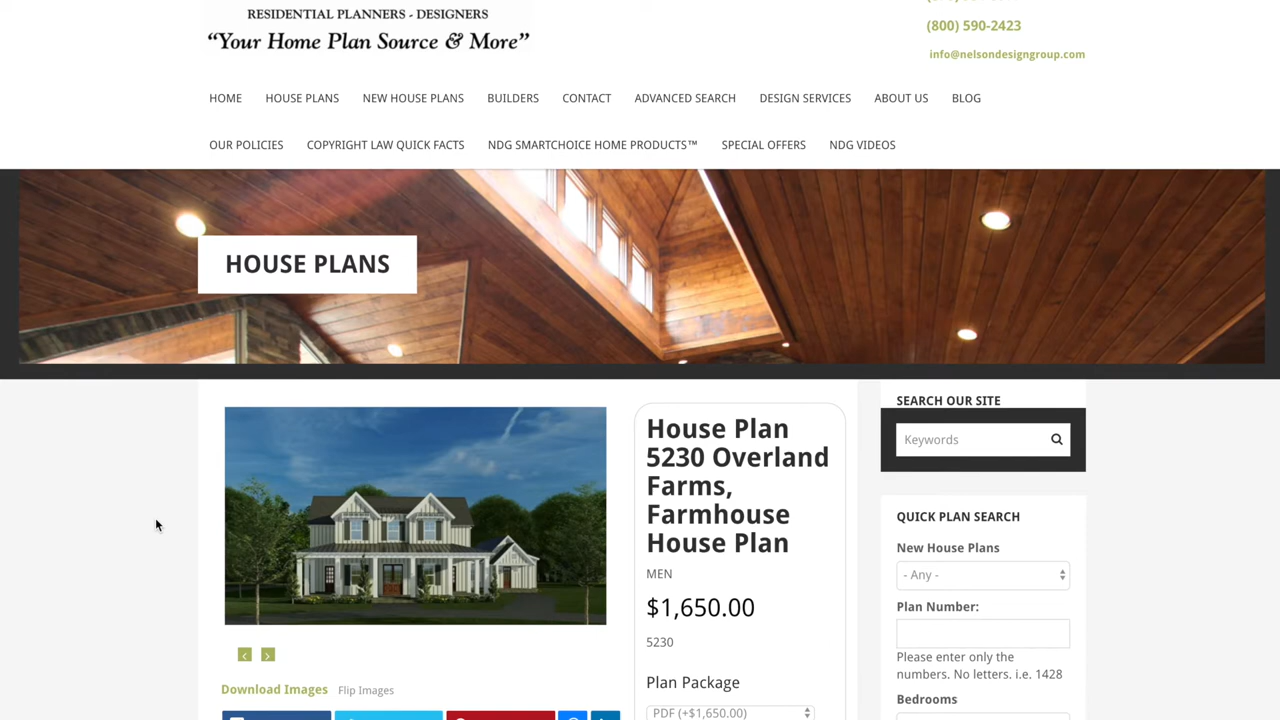 RESIDENTIAL PLANNERS - DESIGNERS
“Your Home Plan Source & More”
(800) 590-2423
info@nelsondesigngroup.com
HOME HOUSE PLANS NEW HOUSE PLANS BUILDERS CONTACT ADVANCED SEARCH DESIGN SERVICES ABOUT US BLOG
OUR POLICIES COPYRIGHT LAW QUICK FACTS NDG SMARTCHOICE HOME PRODUCTS™ SPECIAL OFFERS NDG VIDEOS
HOUSE PLANS
House Plan
5230 Overland
Farms,
Farmhouse
House Plan
MEN
$1,650.00
5230
Plan Package
PDF (+$1,650.00)
Download Images Flip Images
SEARCH OUR SITE
Keywords
QUICK PLAN SEARCH
New House Plans
- Any -
Plan Number:
Please enter only the
numbers. No letters. i.e. 1428
Bedrooms